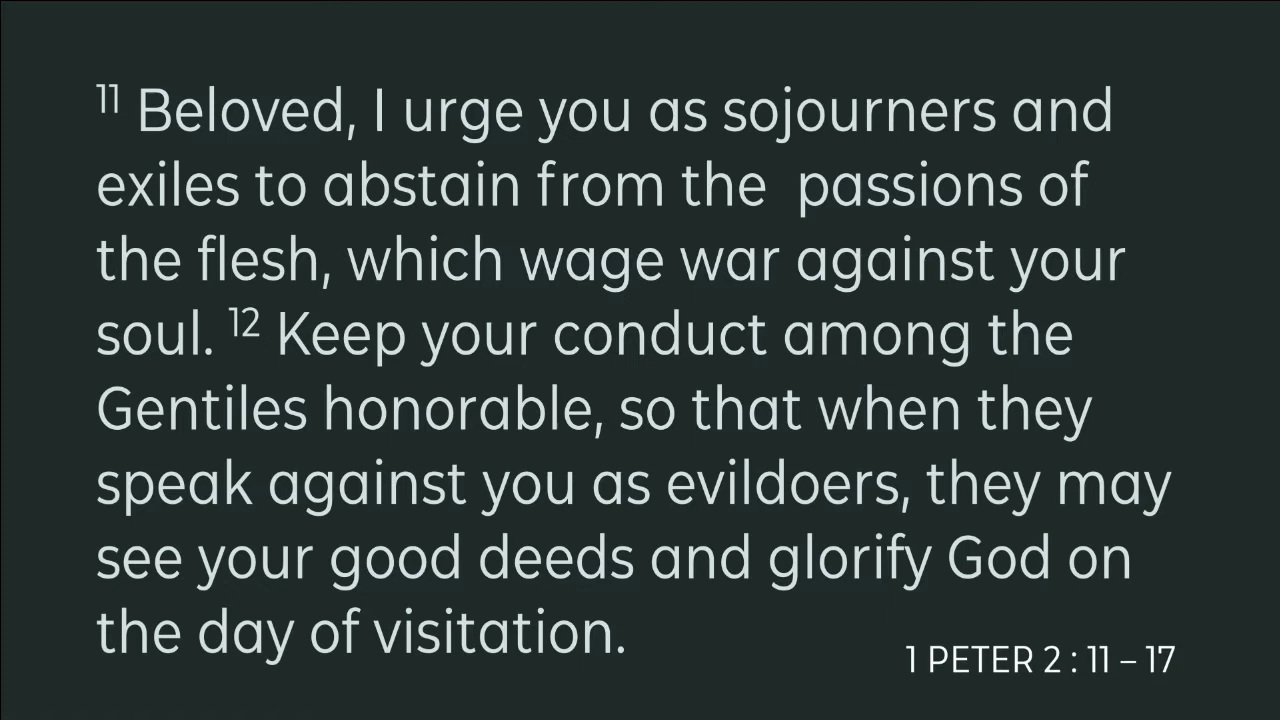 11 Beloved, I urge you as sojourners and
exiles to abstain from the  passions of
the flesh, which wage war against your
soul. 12 Keep your conduct among the
Gentiles honorable, so that when they
speak against you as evildoers, they may
see your good deeds and glorify God on
the day of visitation.
1 PETER 2 : 11 – 17